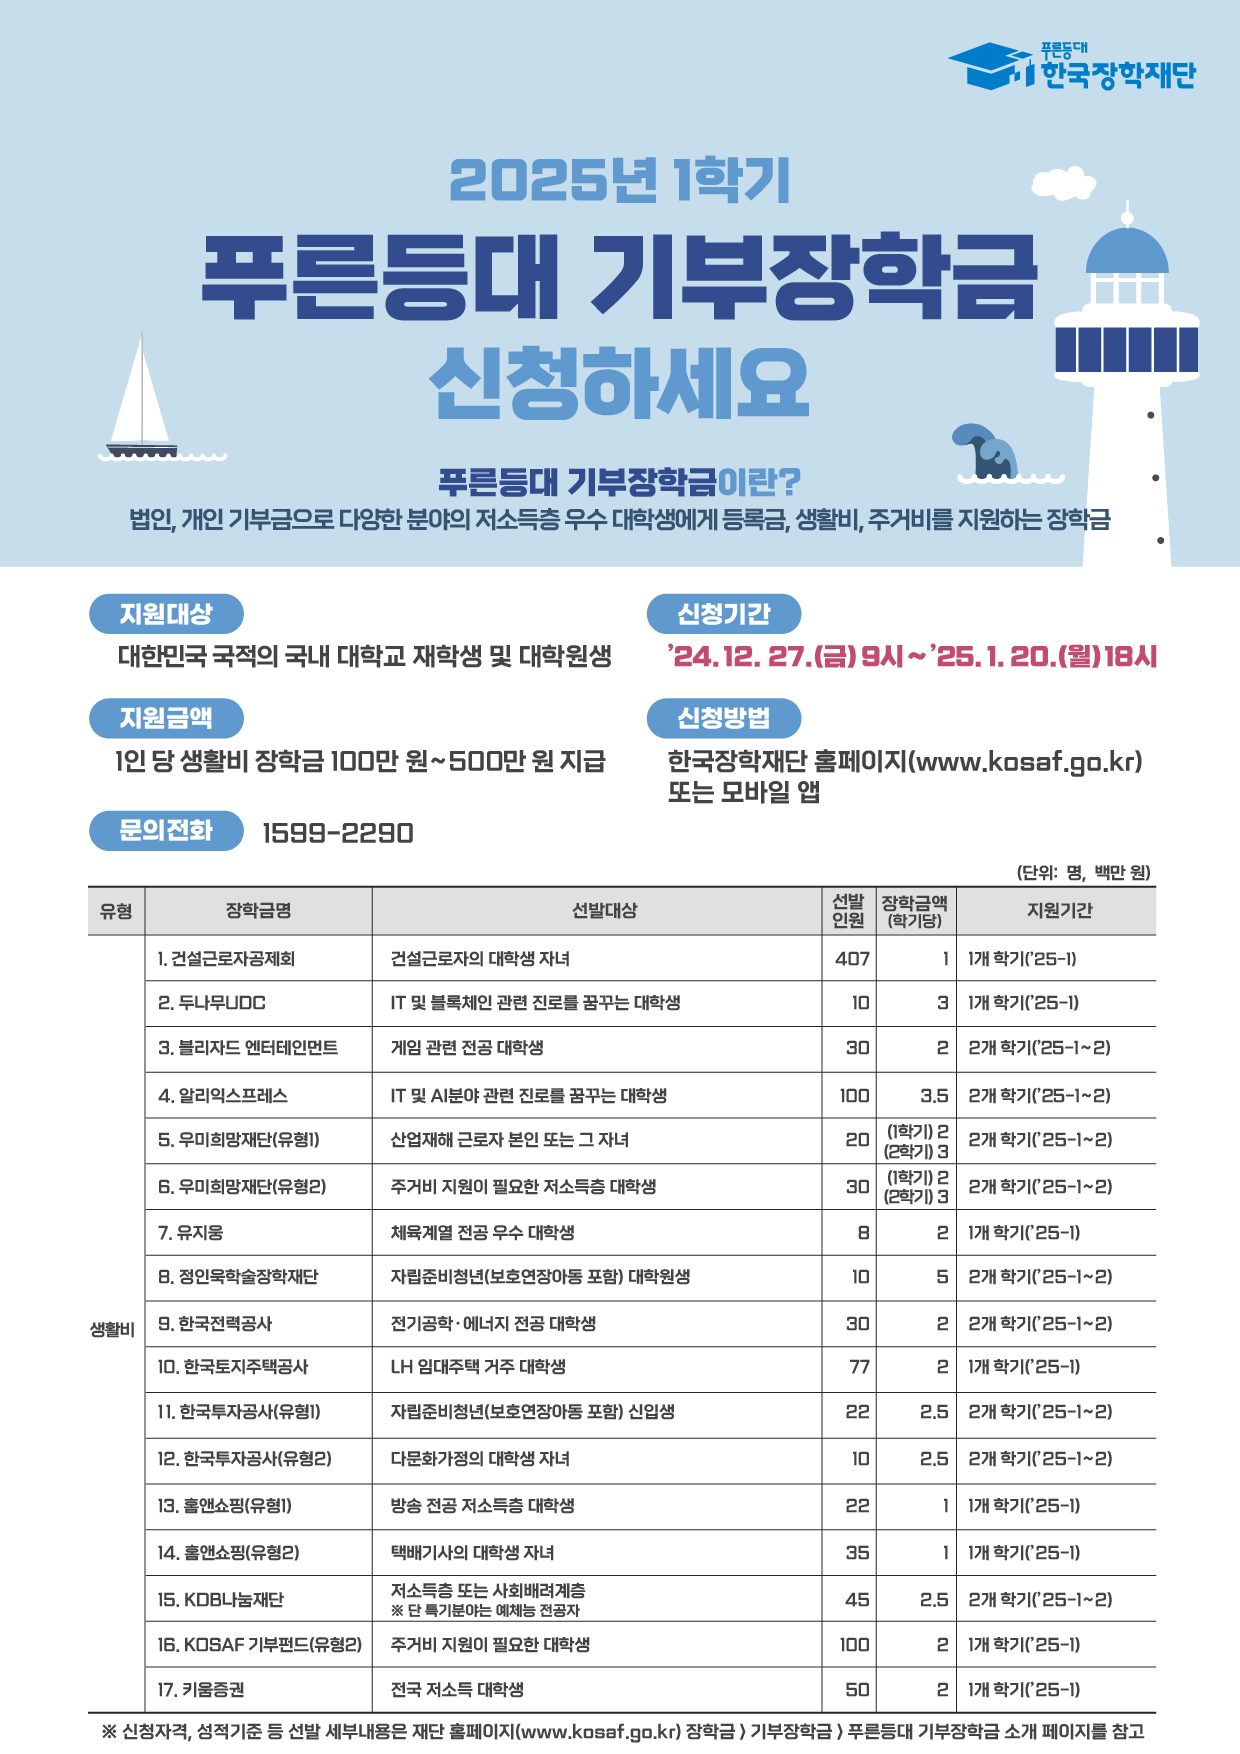 푸른등대
한국장학재단
2025년 1학기
푸른등대 기부장학금
신청하세요
푸른등대 기부장학금이란?
법인, 개인 기부금으로 다양한 분야의 저소득층 우수 대학생에게 등록금, 생활비, 주거비를 지원하는 장학금
지원대상
대한민국 국적의 국내 대학교 재학생 및 대학원생
신청기간
’24. 12. 27.(금) 9시 ~ ’25. 1. 20.(월) 18시
지원금액
1인 당 생활비 장학금 100만 원~500만 원 지급
신청방법
한국장학재단 홈페이지(www.kosaf.go.kr)
또는 모바일 앱
문의전화 1599-2290
(단위: 명, 백만 원)
유형 장학금명 선발대상 선발인원 장학금액(학기당) 지원기간
생활비
1. 건설근로자공제회 건설근로자의 대학생 자녀 407 1 1개 학기(’25-1)
2. 두나무UDC IT 및 블록체인 관련 진로를 꿈꾸는 대학생 10 3 1개 학기(’25-1)
3. 블리자드 엔터테인먼트 게임 관련 전공 대학생 30 2 2개 학기(’25-1~2)
4. 알리익스프레스 IT 및 AI분야 관련 진로를 꿈꾸는 대학생 100 3.5 2개 학기(’25-1~2)
5. 우미희망재단(유형1) 산업재해 근로자 본인 또는 그 자녀 20 (1학기) 2 (2학기) 3 2개 학기(’25-1~2)
6. 우미희망재단(유형2) 주거비 지원이 필요한 저소득층 대학생 30 (1학기) 2 (2학기) 3 2개 학기(’25-1~2)
7. 유지웅 체육계열 전공 우수 대학생 8 2 1개 학기(’25-1)
8. 정인욱학술장학재단 자립준비청년(보호연장아동 포함) 대학원생 10 5 2개 학기(’25-1~2)
9. 한국전력공사 전기공학·에너지 전공 대학생 30 2 2개 학기(’25-1~2)
10. 한국토지주택공사 LH 임대주택 거주 대학생 77 2 1개 학기(’25-1)
11. 한국투자공사(유형1) 자립준비청년(보호연장아동 포함) 신입생 22 2.5 2개 학기(’25-1~2)
12. 한국투자공사(유형2) 다문화가정의 대학생 자녀 10 2.5 2개 학기(’25-1~2)
13. 홈앤쇼핑(유형1) 방송 전공 저소득층 대학생 22 1 1개 학기(’25-1)
14. 홈앤쇼핑(유형2) 택배기사의 대학생 자녀 35 1 1개 학기(’25-1)
15. KDB나눔재단 저소득층 또는 사회배려계층 45 2.5 2개 학기(’25-1~2)
※ 단 특기분야는 예체능 전공자
16. KOSAF 기부펀드(유형2) 주거비 지원이 필요한 대학생 100 2 1개 학기(’25-1)
17. 키움증권 전국 저소득 대학생 50 2 1개 학기(’25-1)
※ 신청자격, 성적기준 등 선발 세부내용은 재단 홈페이지(www.kosaf.go.kr) 장학금 〉 기부장학금 〉 푸른등대 기부장학금 소개 페이지를 참고